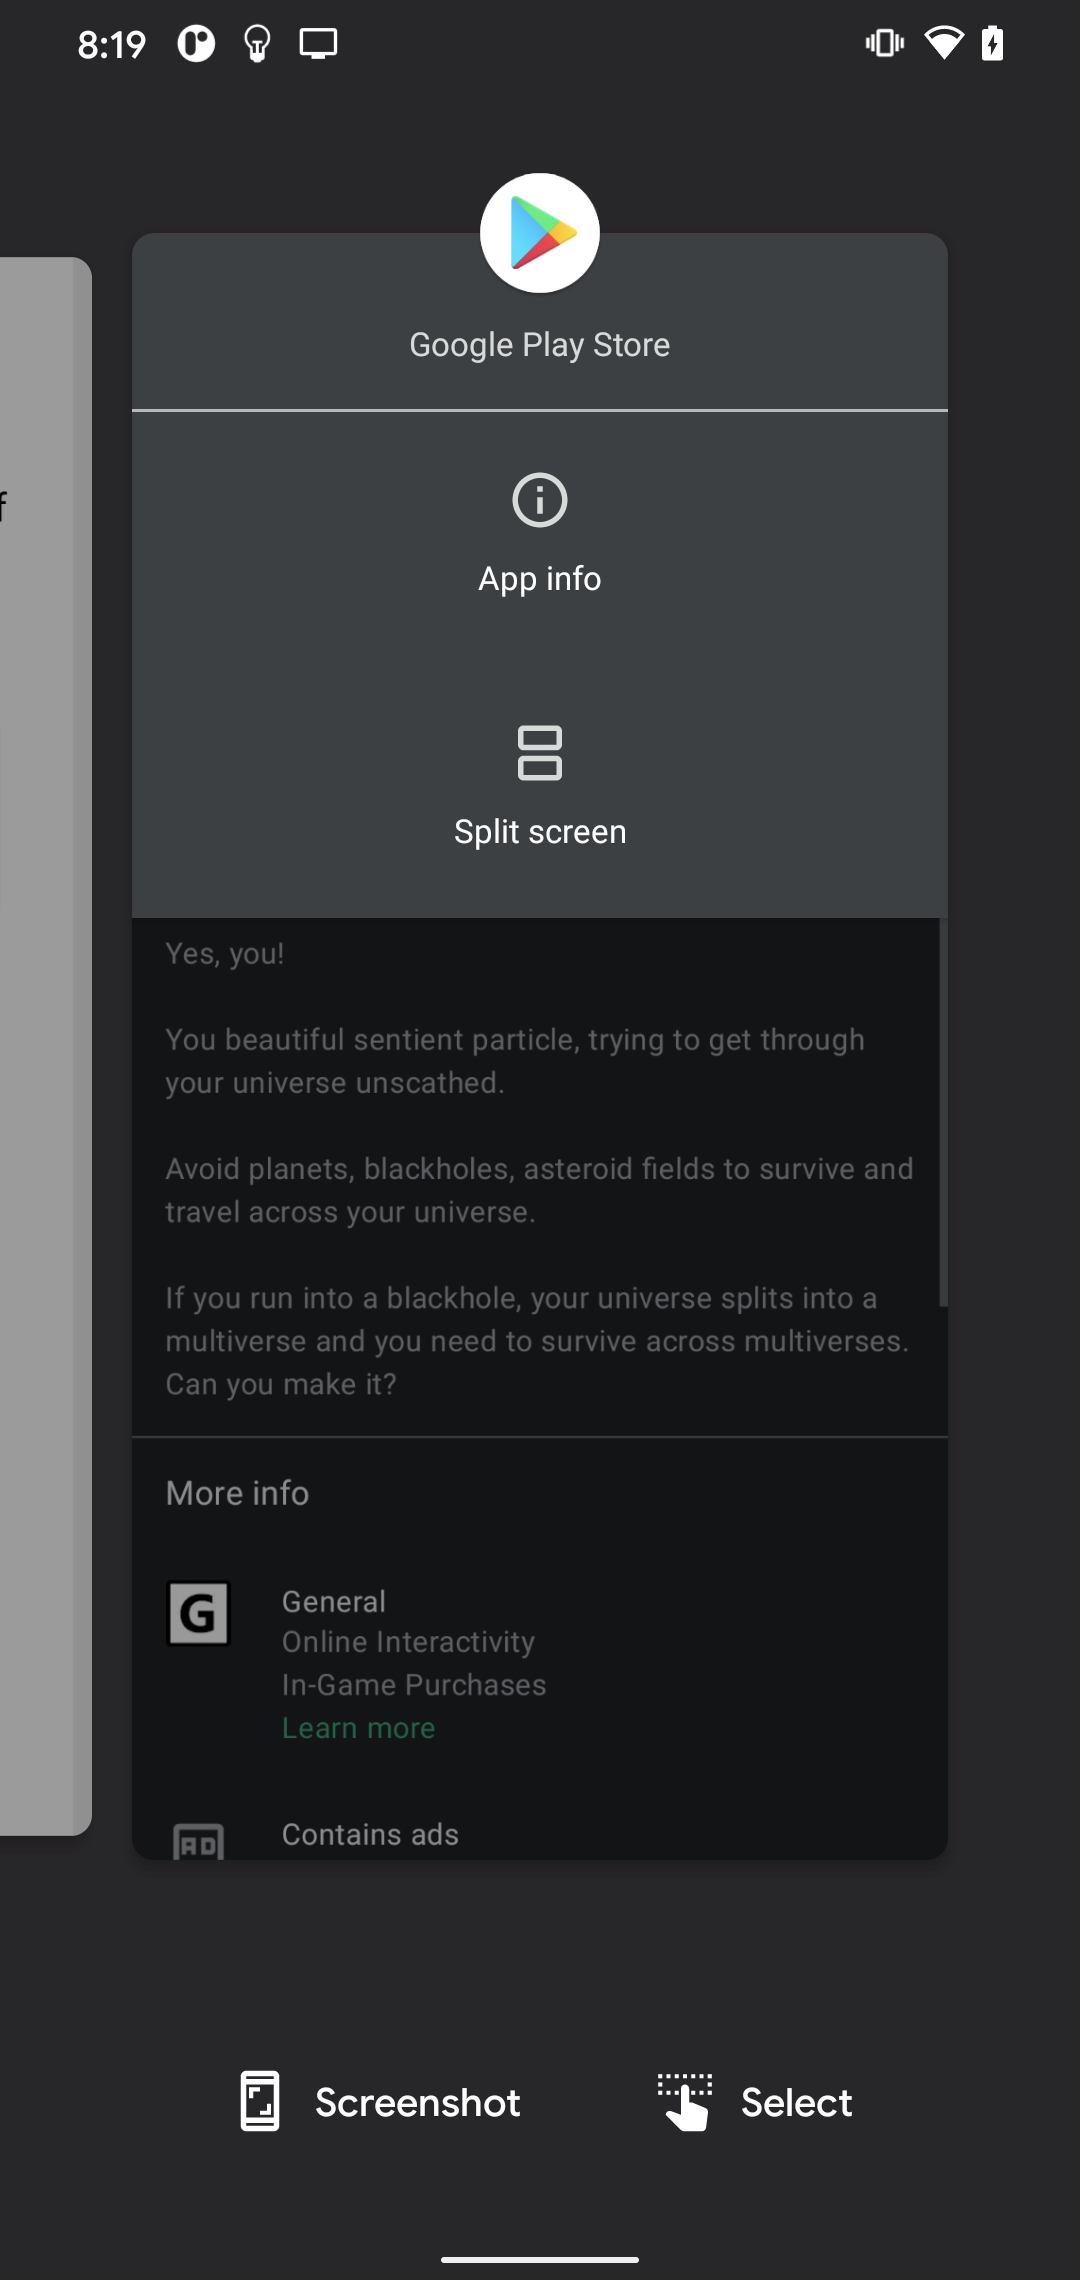 8:19
Google Play Store
f
App info
Split screen
Yes, you!
You beautiful sentient particle, trying to get through
your universe unscathed.
Avoid planets, blackholes, asteroid fields to survive and
travel across your universe.
If you run into a blackhole, your universe splits into a
multiverse and you need to survive across multiverses.
Can you make it?
More info
G
General
Online Interactivity
In-Game Purchases
Learn more
AD
Contains ads
Screenshot
Select